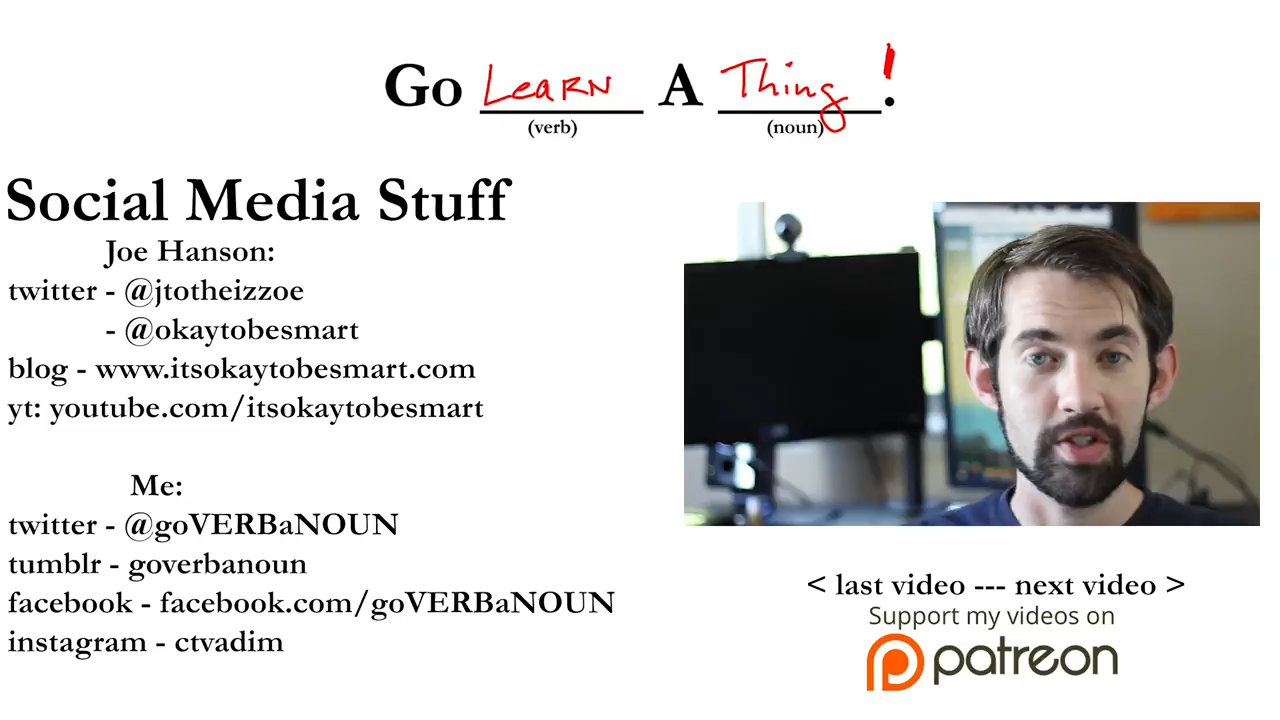 Go Learn A Thing!
(verb) (noun)
Social Media Stuff
Joe Hanson:
twitter - @jtotheizzoe
- @okaytobesmart
blog - www.itsokaytobesmart.com
yt: youtube.com/itsokaytobesmart
Me:
twitter - @goVERBaNOUN
tumblr - goverbanoun
facebook - facebook.com/goVERBaNOUN
instagram - ctvadim
< last video --- next video >
Support my videos on
patreon